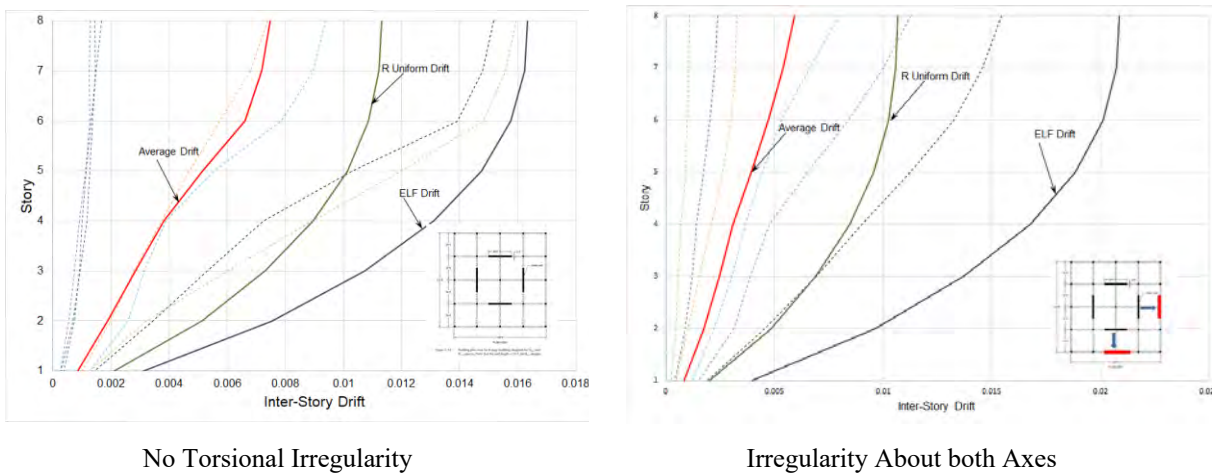 8
7
6
5
4
3
2
1
Story
0
0.002
0.004
0.006
0.008
0.01
0.012
0.014
0.016
0.018
Inter-Story Drift
R Uniform Drift
Average Drift
ELF Drift
8
7
6
5
4
3
2
1
Story
0
0.005
0.01
0.015
0.02
Inter-Story Drift
R Uniform Drift
Average Drift
ELF Drift
No Torsional Irregularity
Irregularity About both Axes